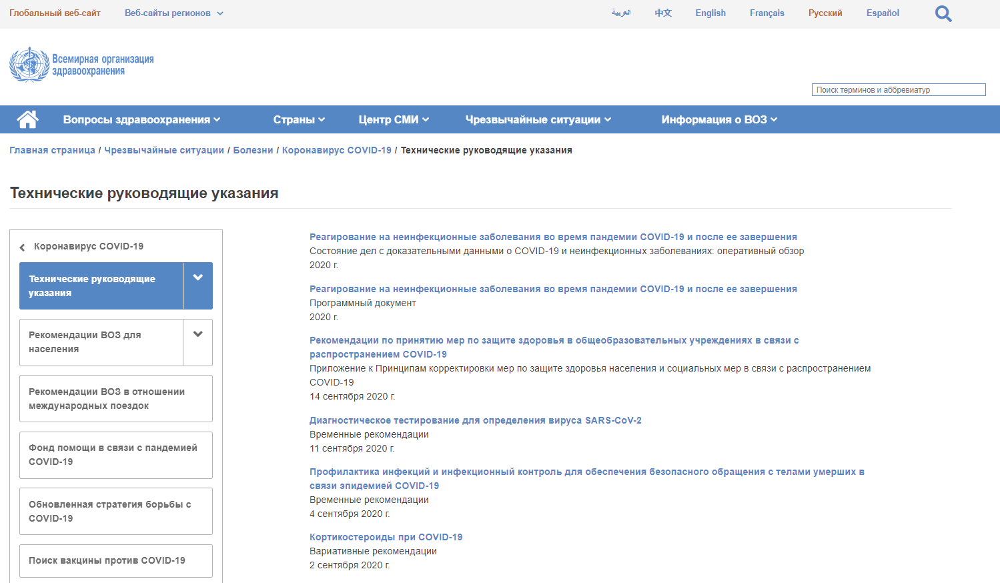 Глобальный веб-сайт Веб-сайты регионов العربية 中文 English Français Русский Español
Всемирная организация
здравоохранения
Поиск терминов и аббревиатур
Вопросы здравоохранения Страны Центр СМИ Чрезвычайные ситуации Информация о ВОЗ
Главная страница / Чрезвычайные ситуации / Болезни / Коронавирус COVID-19 / Технические руководящие указания
Технические руководящие указания
Коронавирус COVID-19
Технические руководящие
указания
Рекомендации ВОЗ для
населения
Рекомендации ВОЗ в отношении
международных поездок
Фонд помощи в связи с пандемией
COVID-19
Обновленная стратегия борьбы с
COVID-19
Поиск вакцины против COVID-19
Реагирование на неинфекционные заболевания во время пандемии COVID-19 и после ее завершения
Состояние дел с доказательными данными о COVID-19 и неинфекционных заболеваниях: оперативный обзор
2020 г.
Реагирование на неинфекционные заболевания во время пандемии COVID-19 и после ее завершения
Программный документ
2020 г.
Рекомендации по принятию мер по защите здоровья в общеобразовательных учреждениях в связи с
распространением COVID-19
Приложение к Принципам корректировки мер по защите здоровья населения и социальных мер в связи с распространением
COVID-19
14 сентября 2020 г.
Диагностическое тестирование для определения вируса SARS-CoV-2
Временные рекомендации
11 сентября 2020 г.
Профилактика инфекций и инфекционный контроль для обеспечения безопасного обращения с телами умерших в
связи эпидемией COVID-19
Временные рекомендации
4 сентября 2020 г.
Кортикостероиды при COVID-19
Вариативные рекомендации
2 сентября 2020 г.